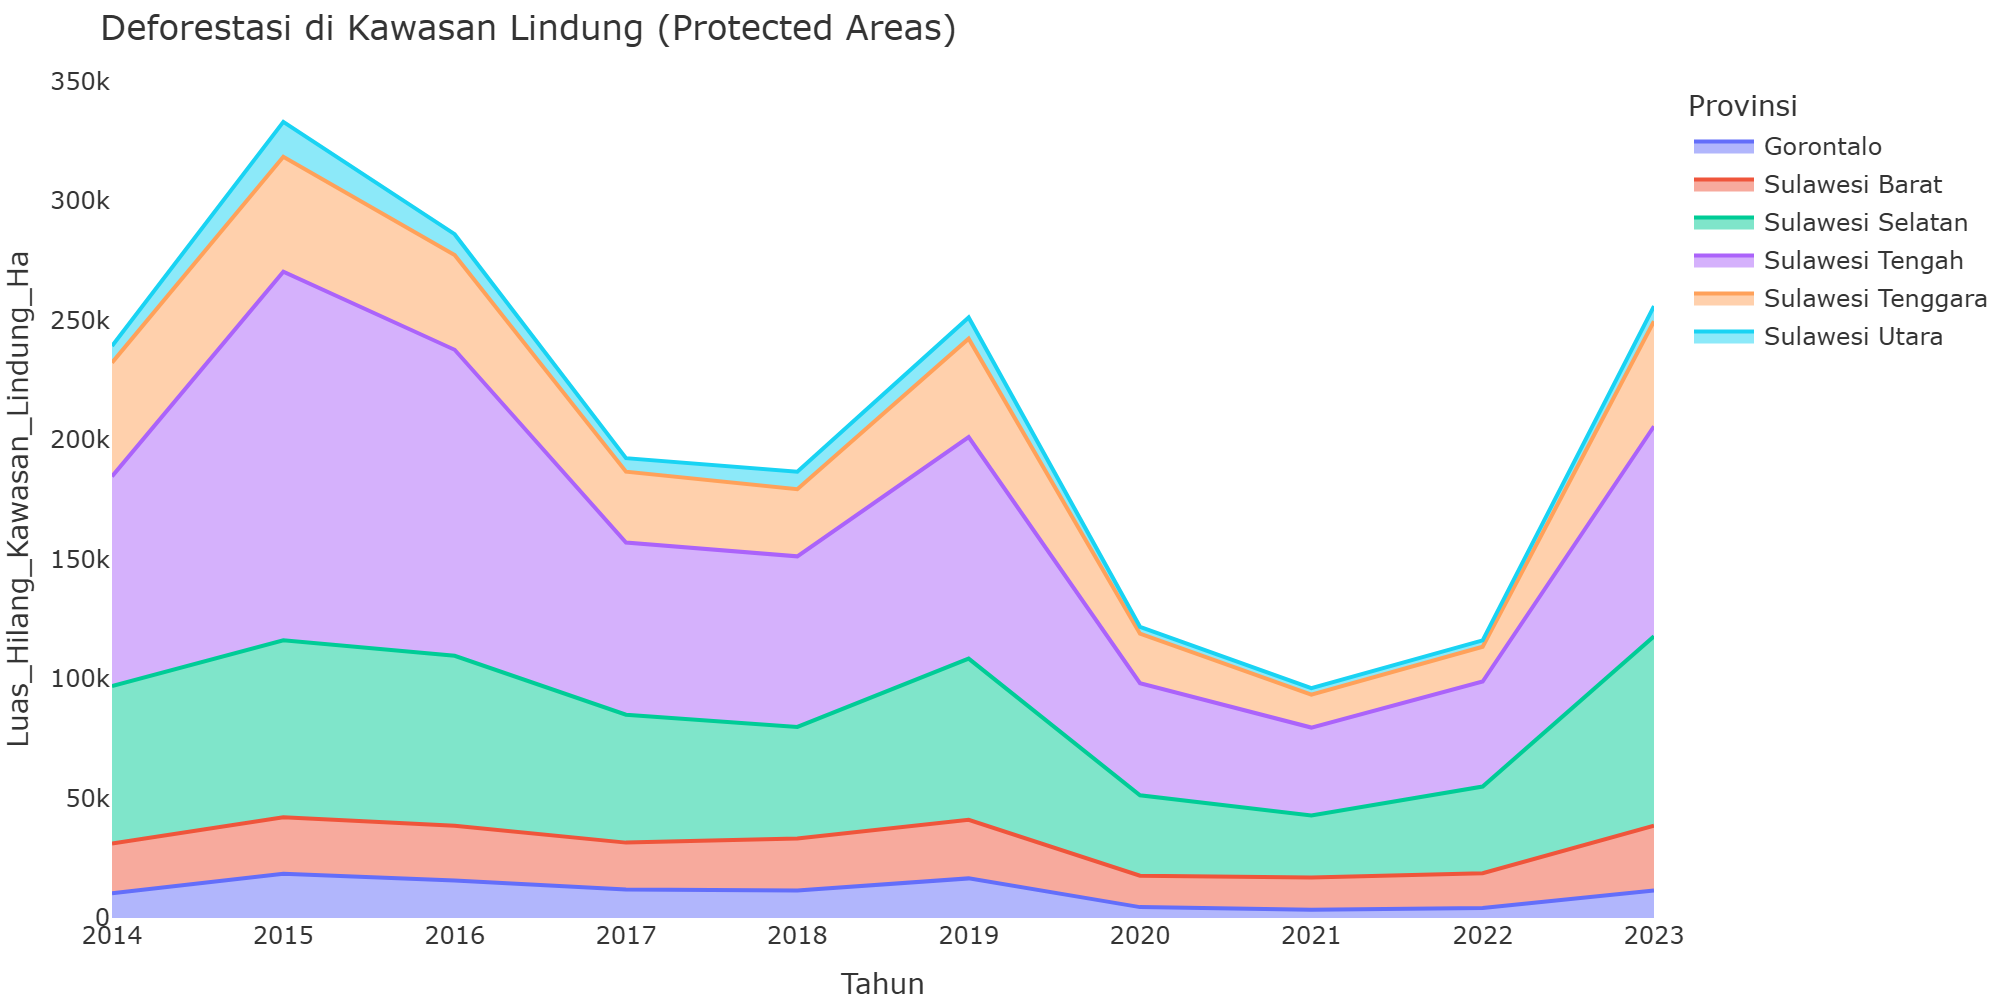 Deforestasi di Kawasan Lindung (Protected Areas)
Luas_Hilang_Kawasan_Lindung_Ha
350k
300k
250k
200k
150k
100k
50k
0
2014 2015 2016 2017 2018 2019 2020 2021 2022 2023
Tahun
Provinsi
Gorontalo
Sulawesi Barat
Sulawesi Selatan
Sulawesi Tengah
Sulawesi Tenggara
Sulawesi Utara